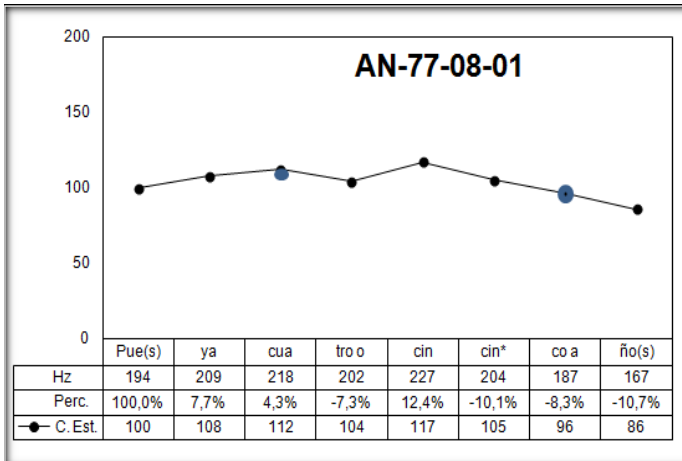 AN-77-08-01
200
150
100
50
0
Pue(s) ya cua tro o cin cin* co a ño(s)
Hz 194 209 218 202 227 204 187 167
Perc. 100,0% 7,7% 4,3% -7,3% 12,4% -10,1% -8,3% -10,7%
C. Est. 100 108 112 104 117 105 96 86